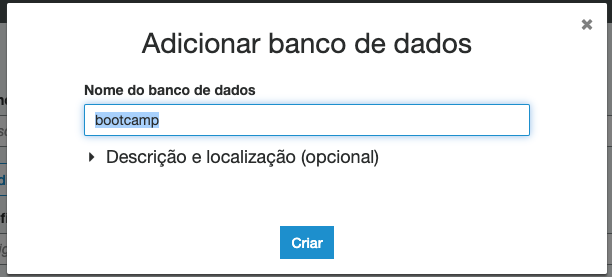 ×
Adicionar banco de dados
Nome do banco de dados
bootcamp
Descrição e localização (opcional)
Criar